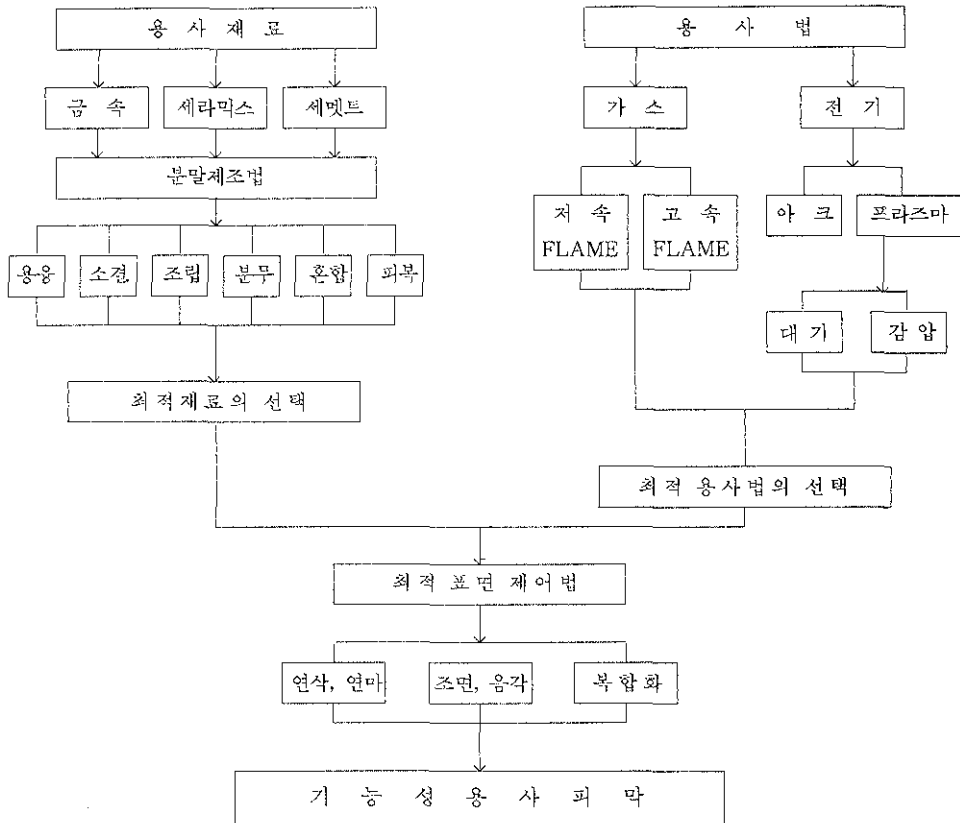 용 사 재 료
용 사 법
금 속
세라믹스
세멧트
가 스
전 기
분말제조법
저 속
FLAME
고 속
FLAME
아 크
프라즈마
용융
소결
조립
분무
혼합
피복
대 기
감 압
최적재료의 선택
최적 용사법의 선택
최적 표면 제어법
연삭, 연마
조면, 음각
복합화
기 능 성 용 사 피 막